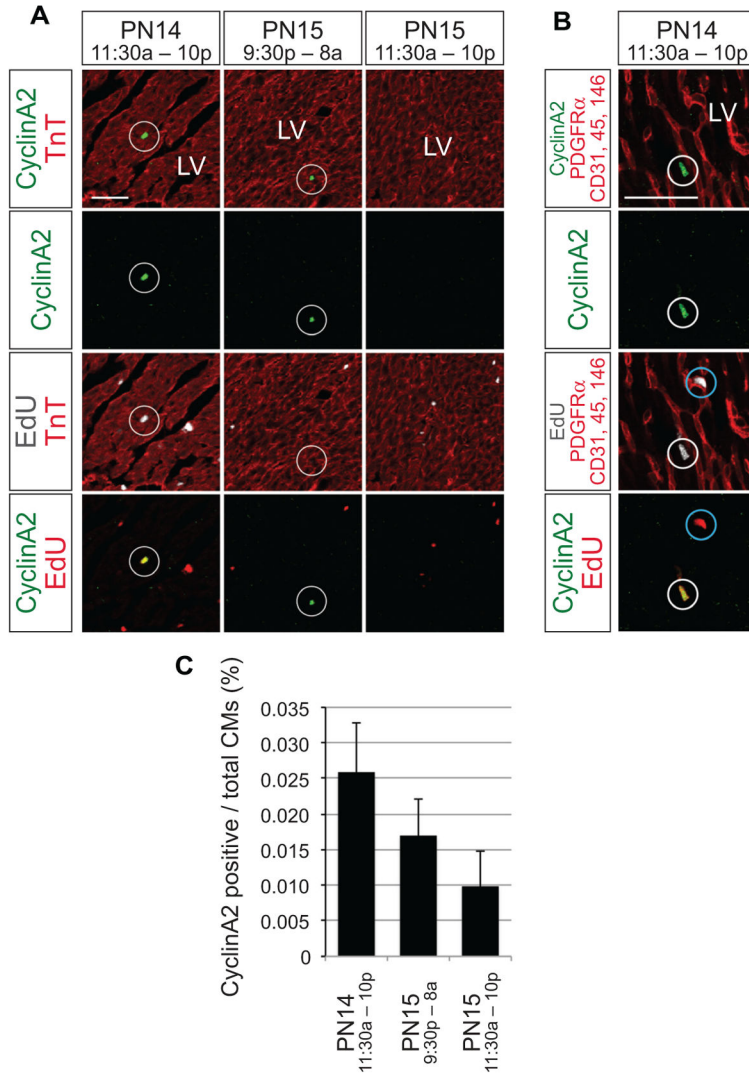 A
PN14
11:30a – 10p
PN15
9:30p – 8a
PN15
11:30a – 10p
CyclinA2
TnT
LV
LV
LV
CyclinA2
EdU
TnT
CyclinA2
EdU
B
PN14
11:30a – 10p
CyclinA2
PDGFRα
CD31, 45, 146
LV
CyclinA2
EdU
PDGFRα
CD31, 45, 146
CyclinA2
EdU
C
CyclinA2 positive / total CMs (%)
0.035
0.030
0.025
0.020
0.015
0.010
0.005
0
PN14
11:30a – 10p
PN15
9:30p – 8a
PN15
11:30a – 10p